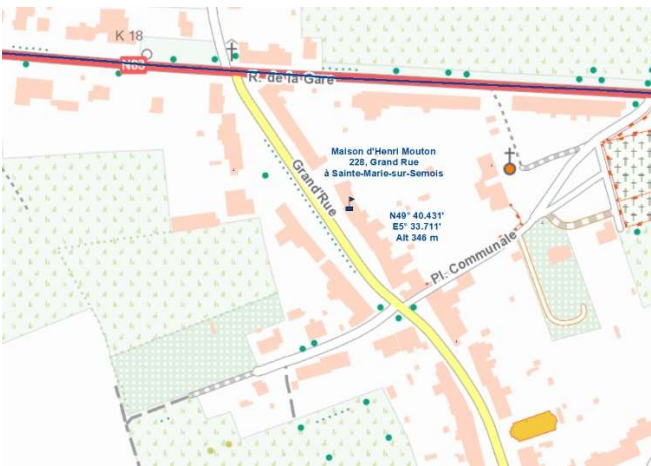 K 18
N83
R. de la Gare
Maison d'Henri Mouton
228, Grand Rue
à Sainte-Marie-sur-Semois
Grand'Rue
N49° 40.431'
E5° 33.711'
Alt 346 m
Pl. Communale